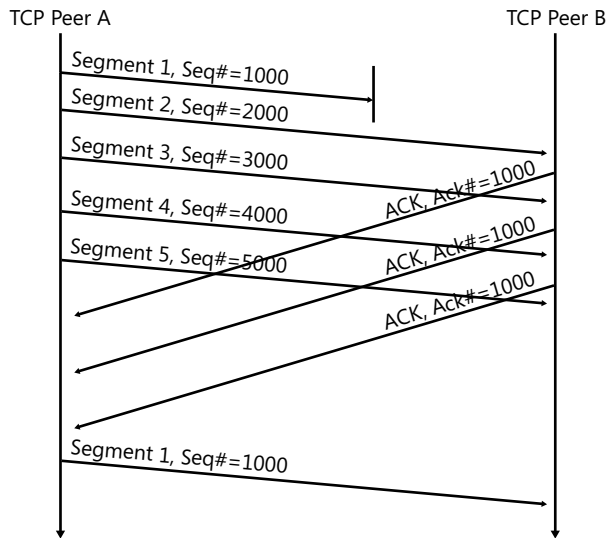 TCP Peer A
TCP Peer B
Segment 1, Seq#=1000
Segment 2, Seq#=2000
Segment 3, Seq#=3000
ACK, Ack#=1000
Segment 4, Seq#=4000
ACK, Ack#=1000
Segment 5, Seq#=5000
ACK, Ack#=1000
Segment 1, Seq#=1000